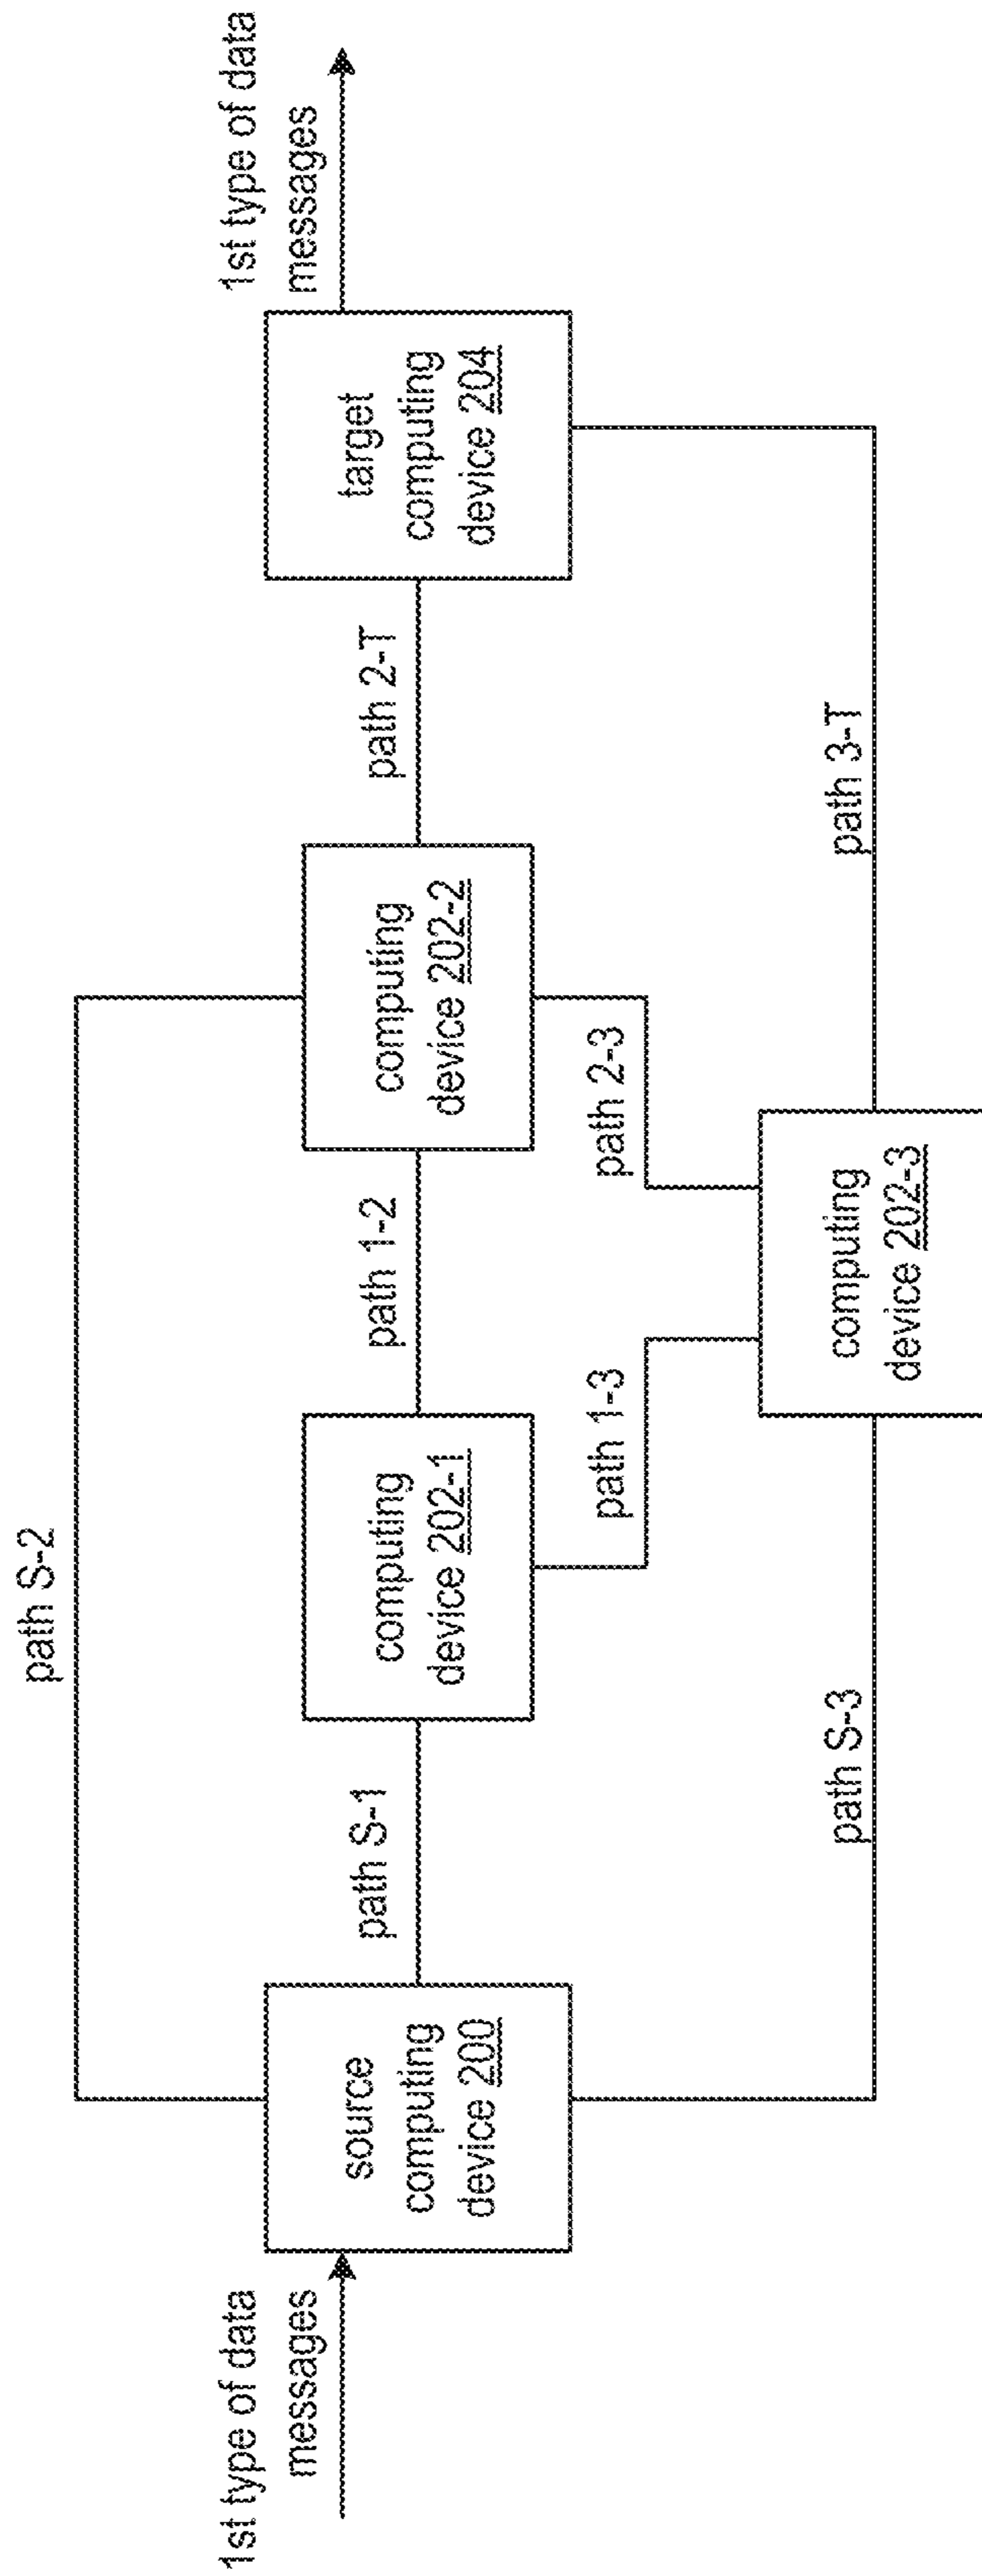 path S-2
1st type of data
messages
1st type of data
messages
source
computing
device 200
path S-1
computing
device 202-1
path 1-2
computing
device 202-2
path 2-T
target
computing
device 204
path 1-3
path 2-3
path S-3
computing
device 202-3
path 3-T